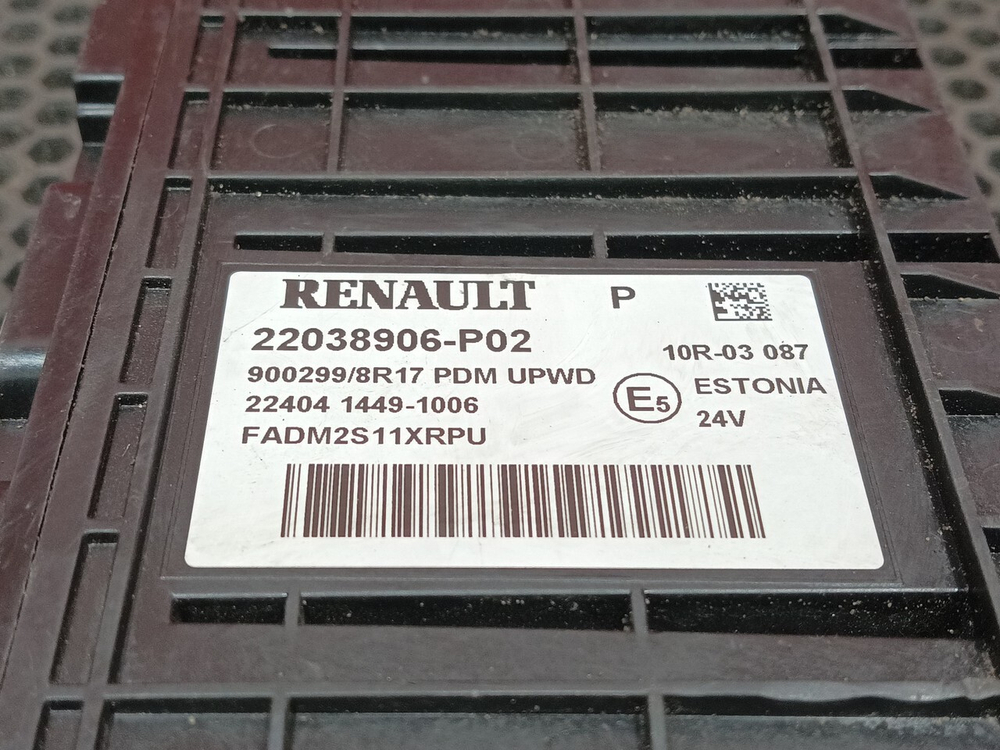 RENAULT P
22038906-P02
10R-03 087
900299/8R17 PDM UPWD
E5 ESTONIA
22404 1449-1006
24V
FADM2S11XRPU